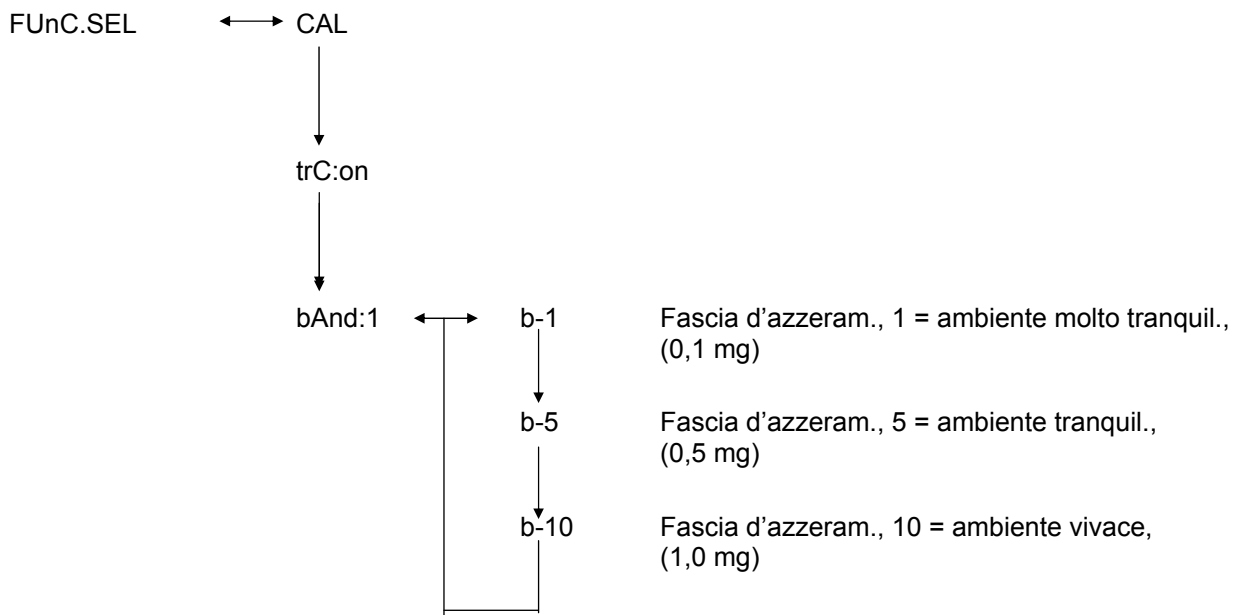 FUnC.SEL CAL
trC:on
bAnd:1 b-1 Fascia d'azzeram., 1 = ambiente molto tranquil.,
(0,1 mg)
b-5 Fascia d'azzeram., 5 = ambiente tranquil.,
(0,5 mg)
b-10 Fascia d'azzeram., 10 = ambiente vivace,
(1,0 mg)